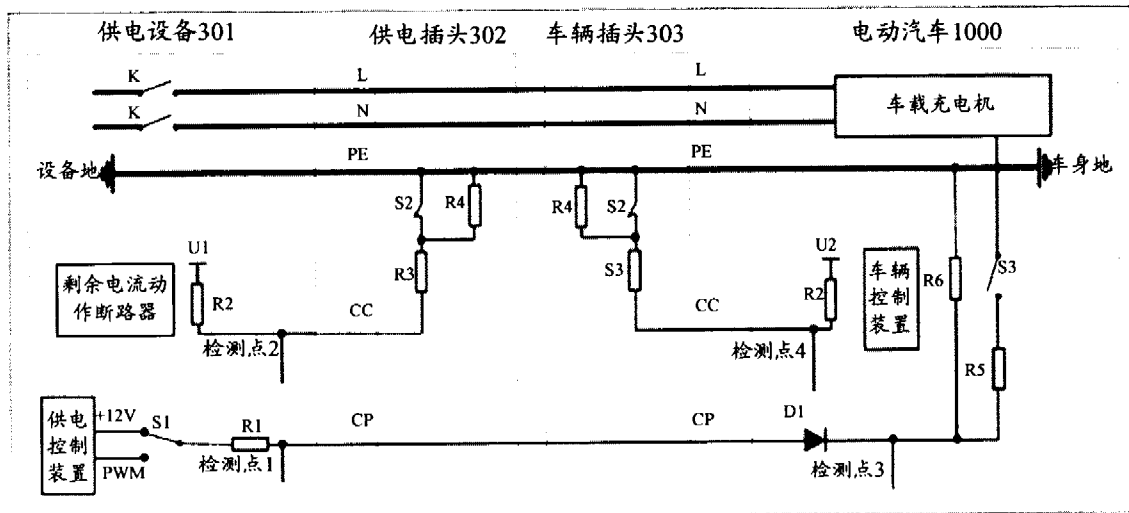 供电设备301
供电插头302
车辆插头303
电动汽车1000
K
L
L
车载充电机
K
N
N
设备地
PE
PE
车身地
S2
R4
R4
S2
U1
U2
剩余电流动
作断路器
R2
R3
S3
R2
车辆
控制
装置
R6
S3
CC
CC
检测点2
检测点4
R5
供电
控制
装置
+12V
S1
R1
CP
CP
D1
PWM
检测点1
检测点3